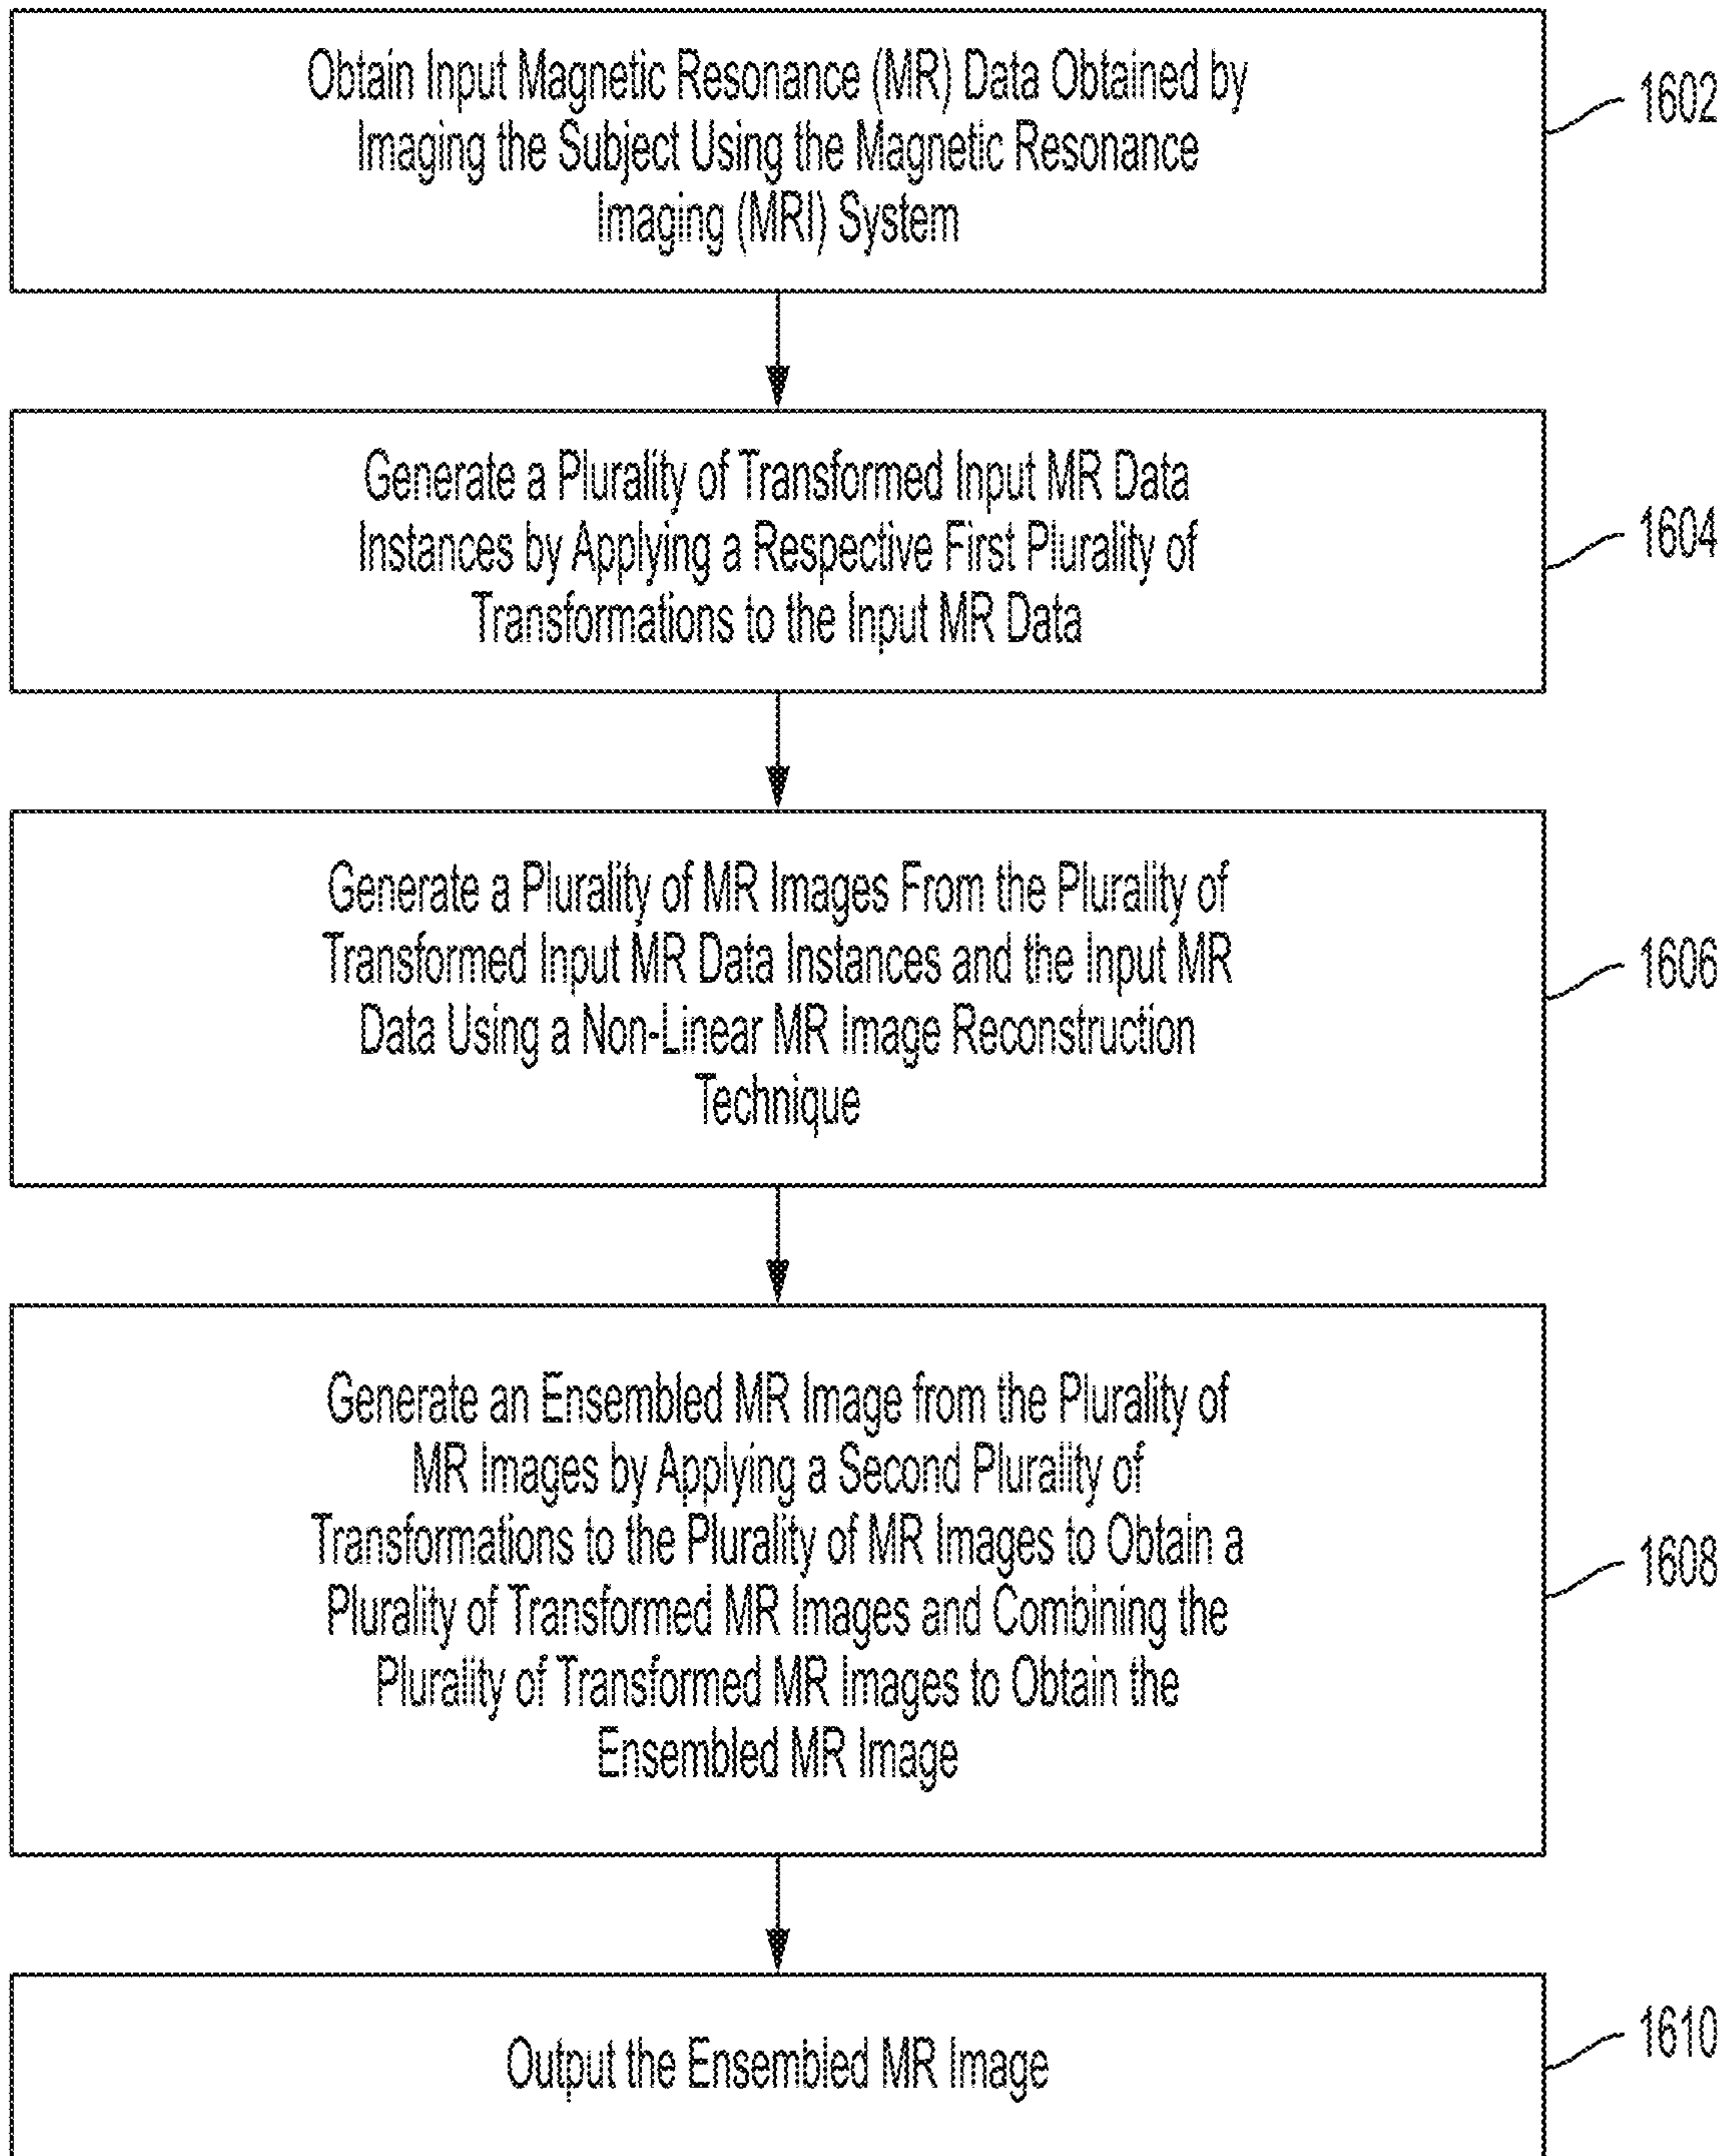 Obtain Input Magnetic Resonance (MR) Data Obtained by
Imaging the Subject Using the Magnetic Resonance
Imaging (MRI) System
1602
Generate a Plurality of Transformed Input MR Data
Instances by Applying a Respective First Plurality of
Transformations to the Input MR Data
1604
Generate a Plurality of MR Images From the Plurality of
Transformed Input MR Data Instances and the Input MR
Data Using a Non-Linear MR Image Reconstruction
Technique
1606
Generate an Ensembled MR Image from the Plurality of
MR Images by Applying a Second Plurality of
Transformations to the Plurality of MR Images to Obtain a
Plurality of Transformed MR Images and Combining the
Plurality of Transformed MR Images to Obtain the
Ensembled MR Image
1608
Output the Ensembled MR Image
1610